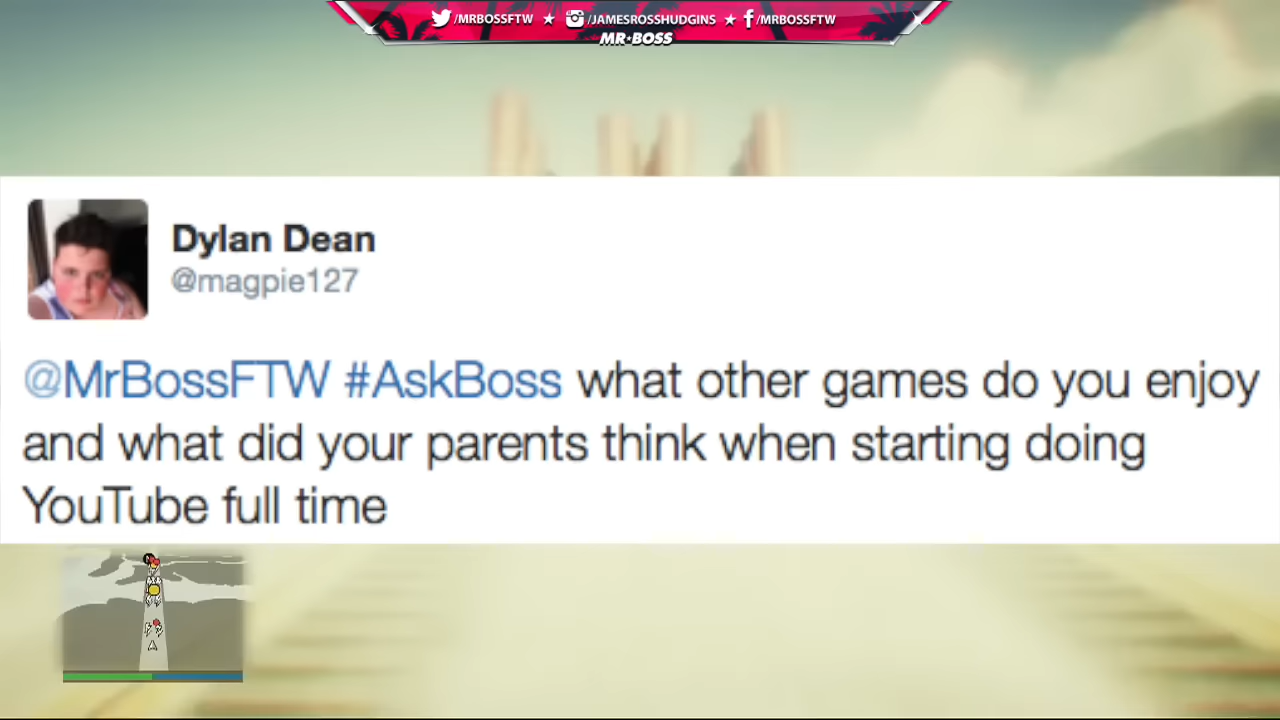 /MRBOSSFTW ★ /JAMESROSSHUDGINS ★ f/MRBOSSFTW
MR★BOSS
Dylan Dean
@magpie127
@MrBossFTW #AskBoss what other games do you enjoy
and what did your parents think when starting doing
YouTube full time